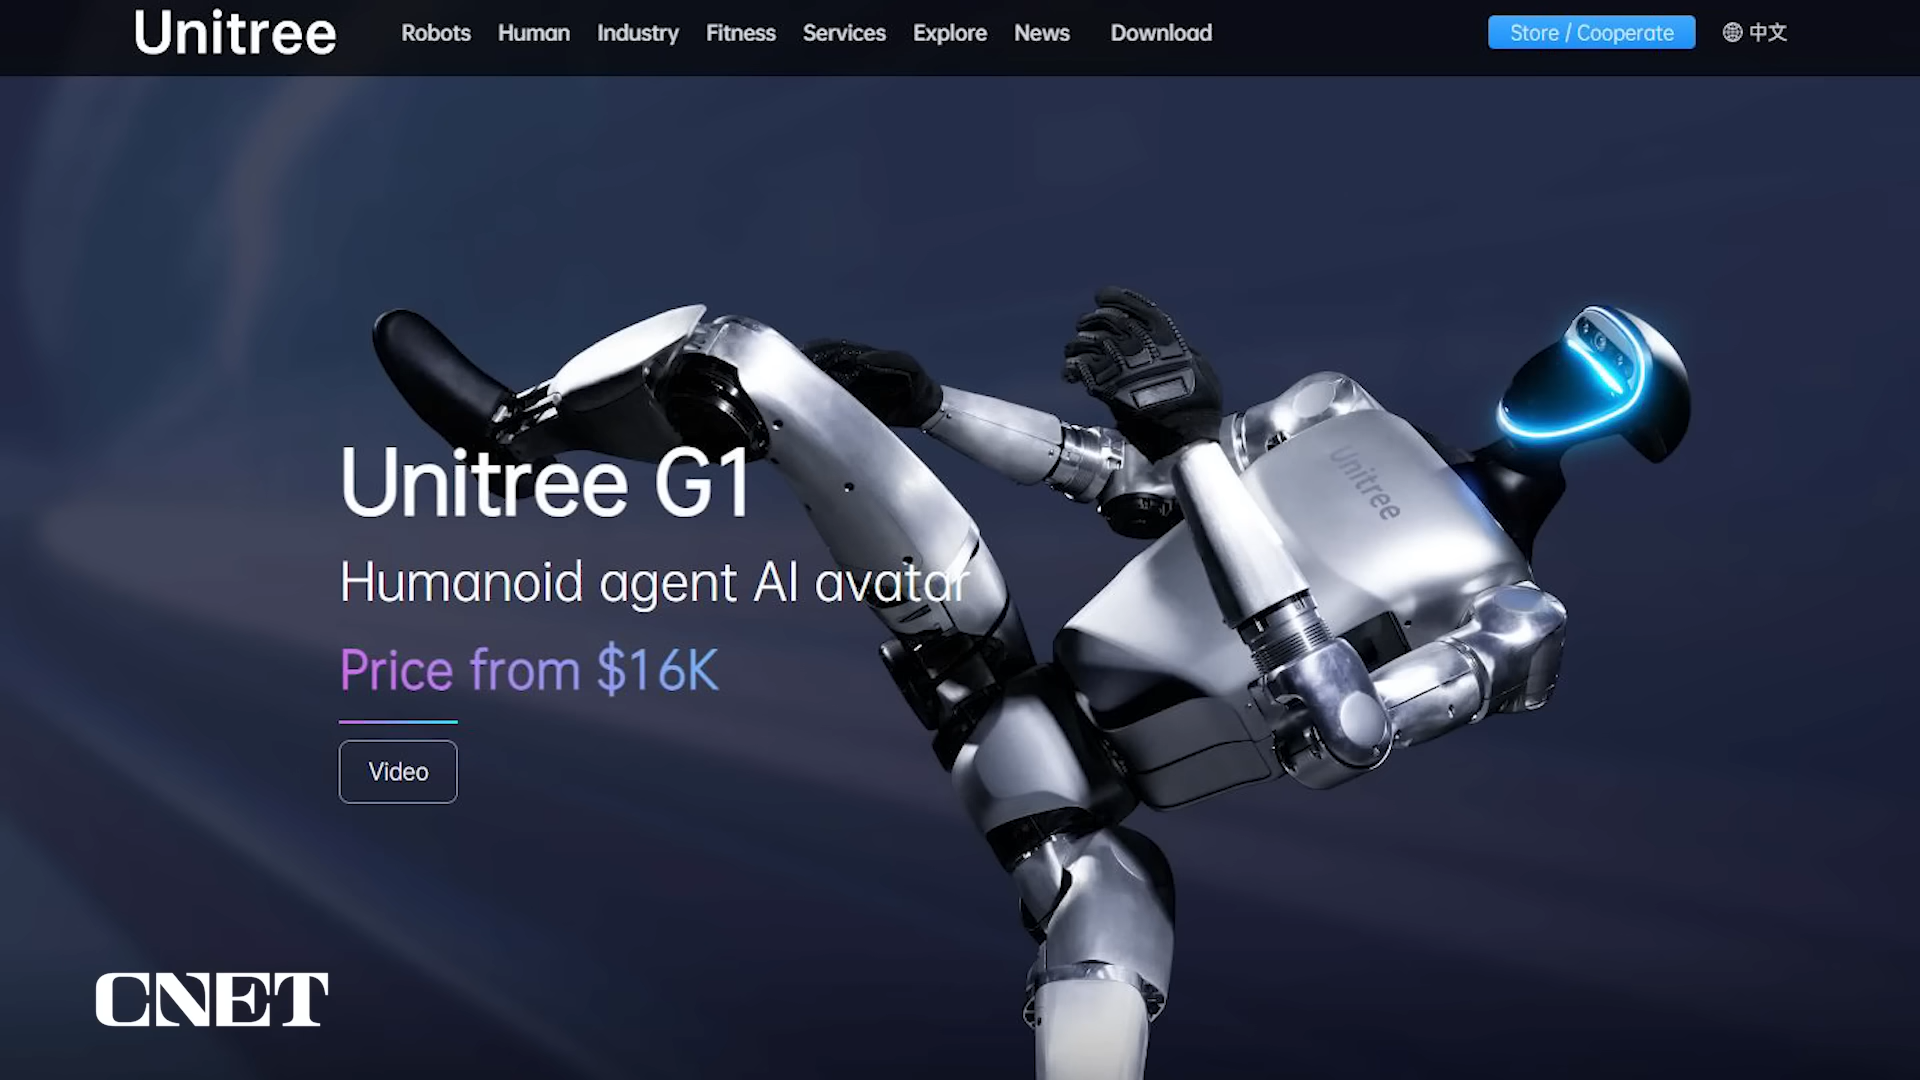 Unitree
Robots Human Industry Fitness Services Explore News Download
Store / Cooperate 中文
Unitree
Unitree G1
Humanoid agent AI avatar
Price from $16K
Video
CNET